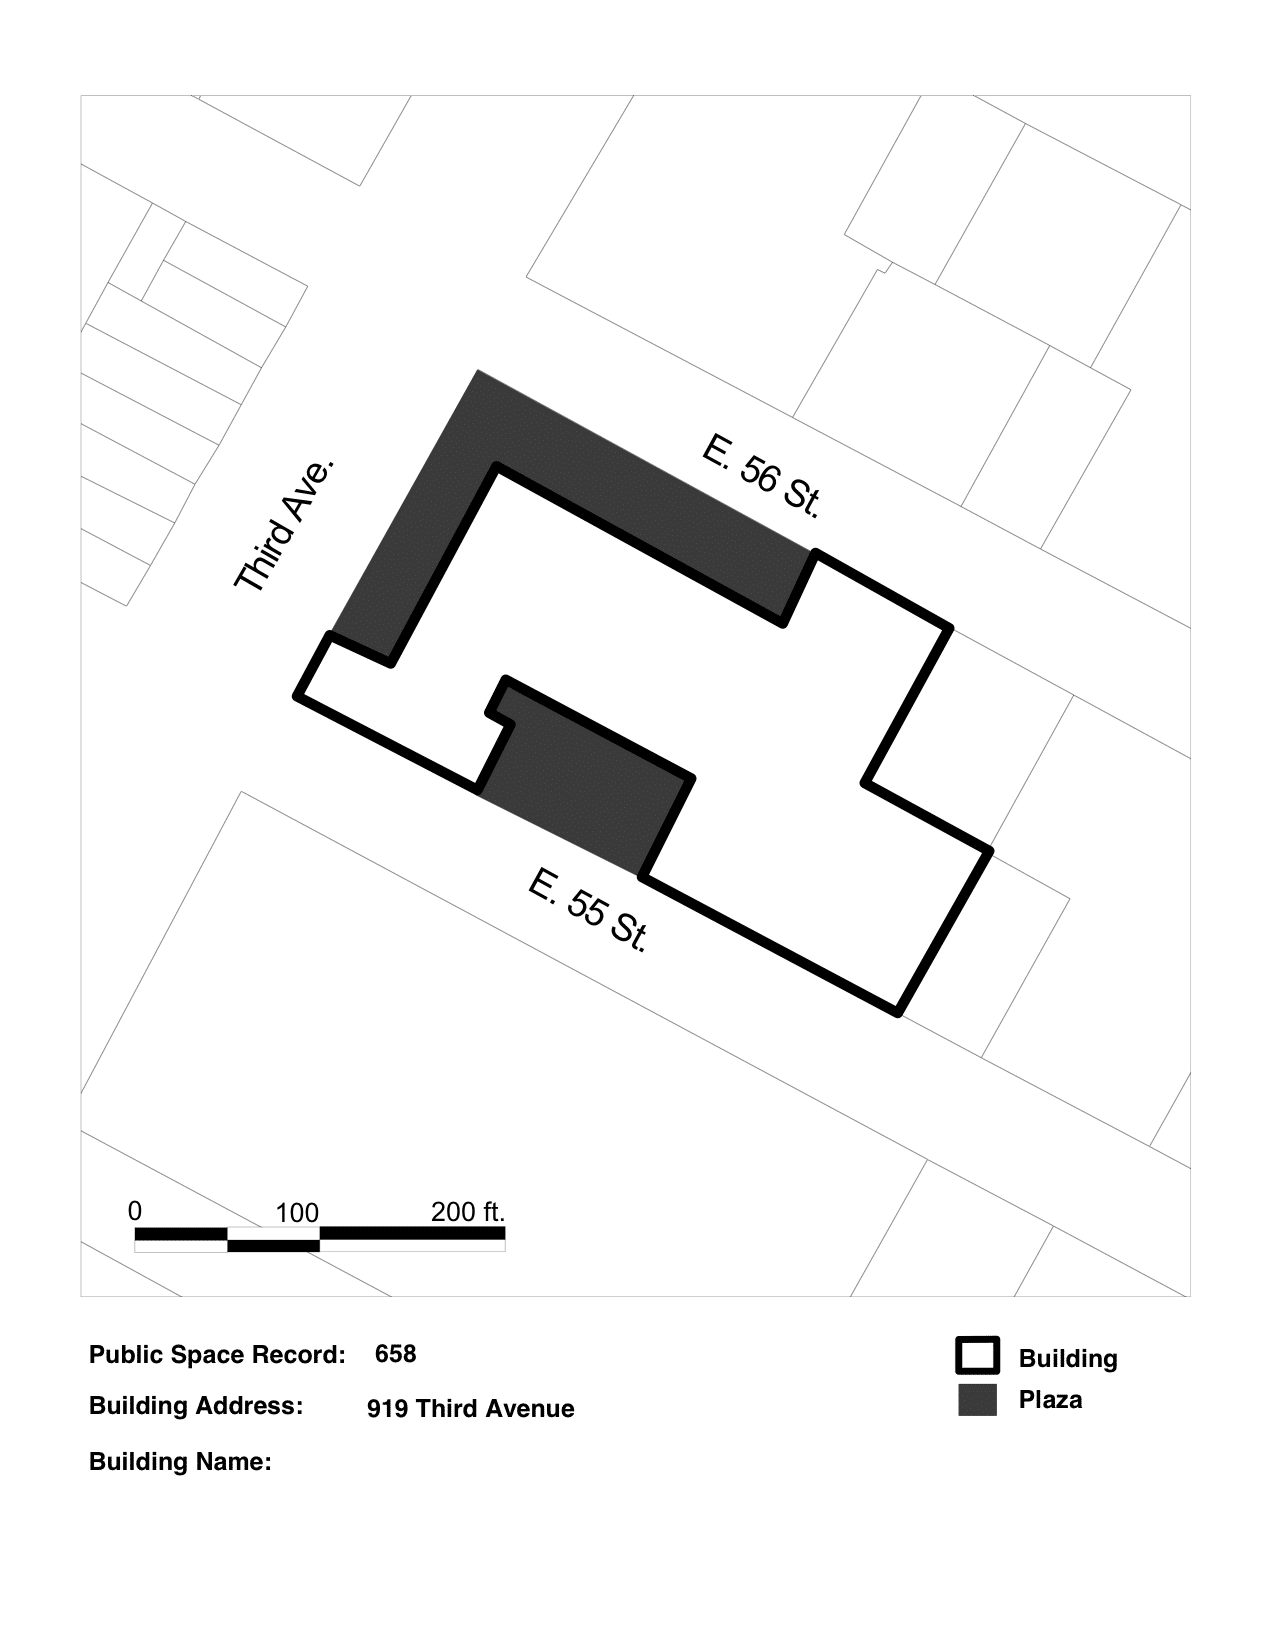 E. 56 St.
Third Ave.
E. 55 St.
0 100 200 ft.
Public Space Record: 658
Building Address: 919 Third Avenue
Building Name:
Building
Plaza